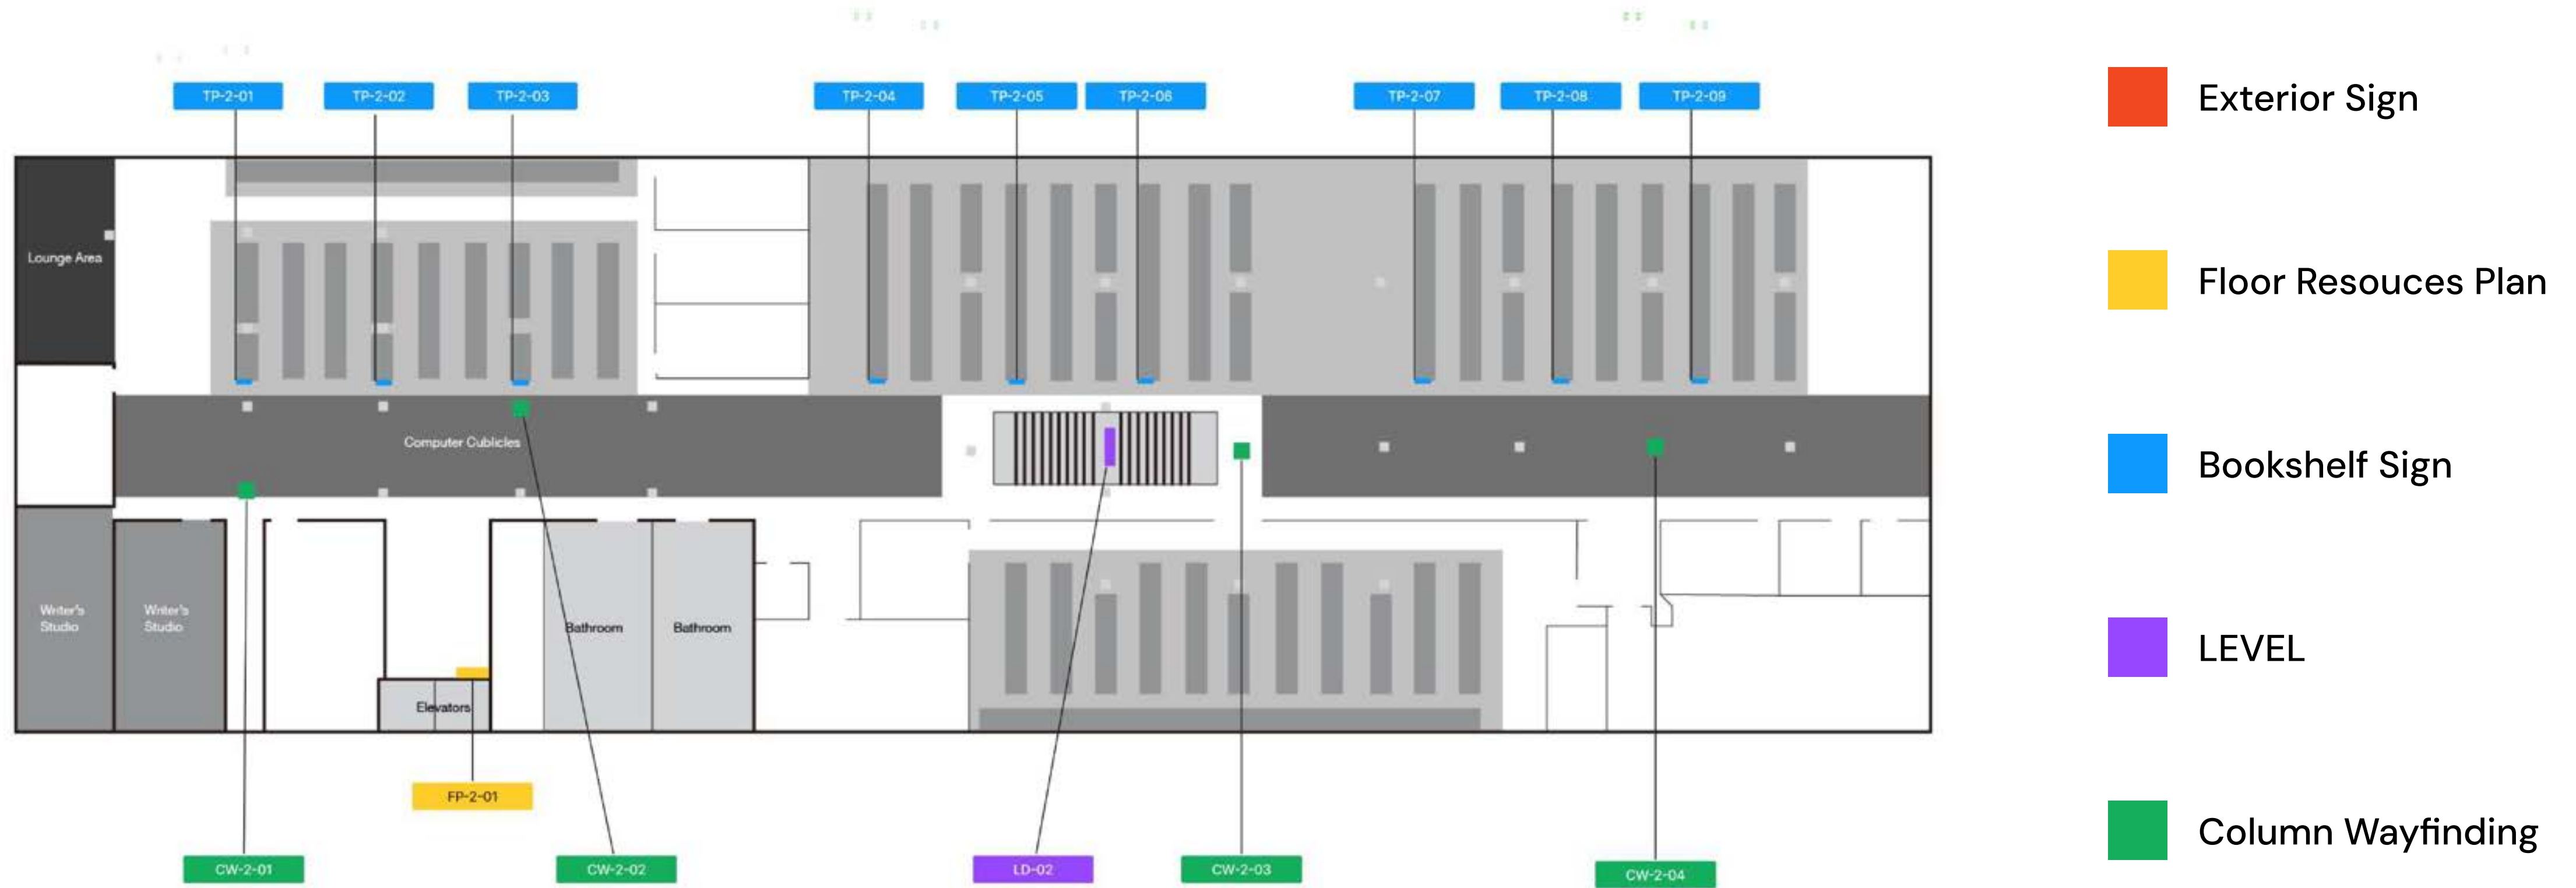 TP-2-01
TP-2-02
TP-2-03
TP-2-04
TP-2-05
TP-2-06
TP-2-07
TP-2-08
TP-2-09
Exterior Sign
Floor Resouces Plan
Bookshelf Sign
LEVEL
Column Wayfinding
Lounge Area
Computer Cublicles
Writer's
Studio
Writer's
Studio
Bathroom
Bathroom
Elevators
FP-2-01
CW-2-01
CW-2-02
LD-02
CW-2-03
CW-2-04